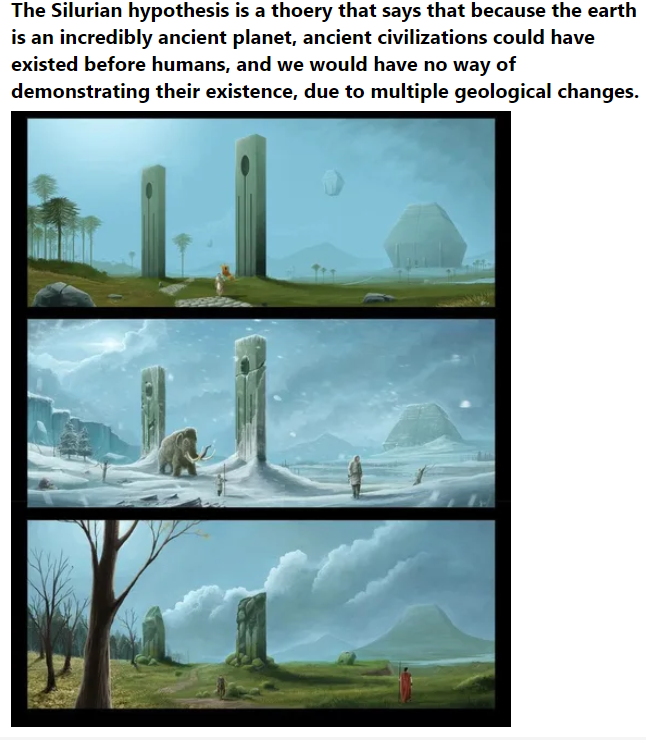 The Silurian hypothesis is a thoery that says that because the earth
is an incredibly ancient planet, ancient civilizations could have
existed before humans, and we would have no way of
demonstrating their existence, due to multiple geological changes.